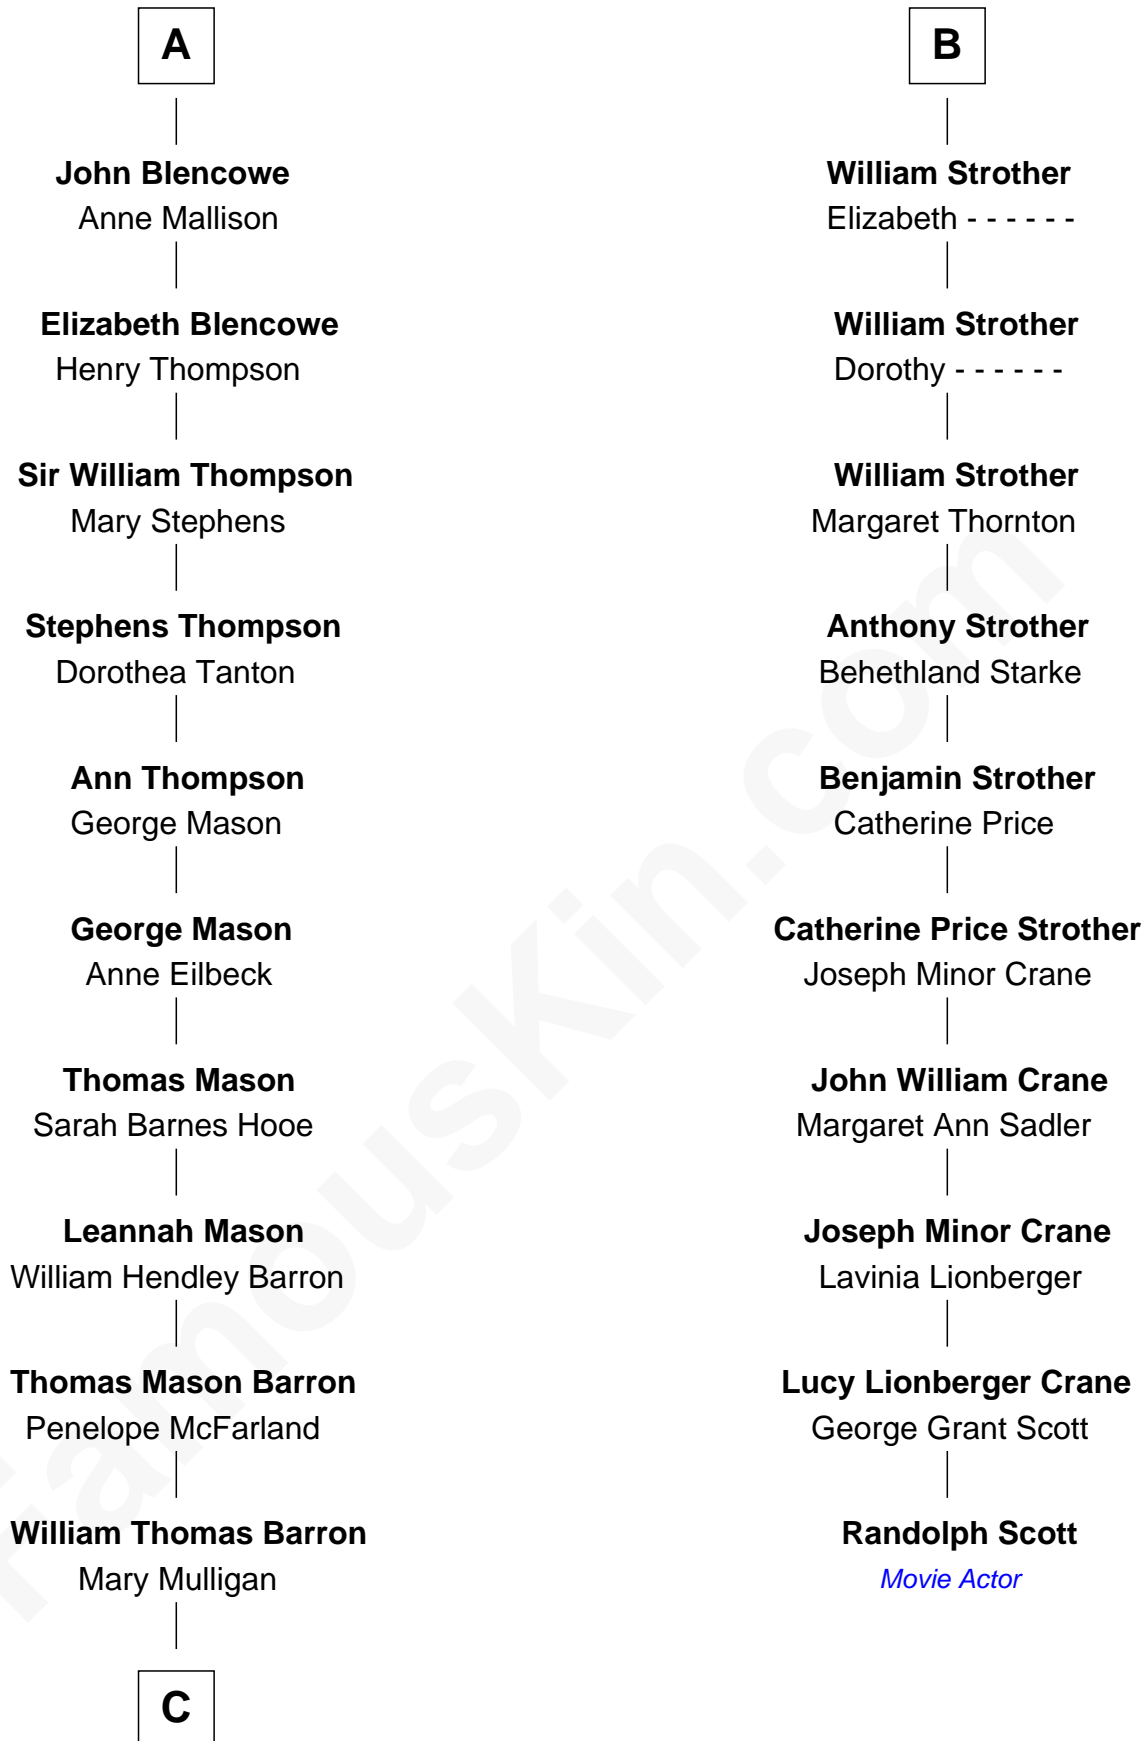 A
John Blencowe
Anne Mallison
Elizabeth Blencowe
Henry Thompson
Sir William Thompson
Mary Stephens
Stephens Thompson
Dorothea Tanton
Ann Thompson
George Mason
George Mason
Anne Eilbeck
Thomas Mason
Sarah Barnes Hooe
Leannah Mason
William Hendley Barron
Thomas Mason Barron
Penelope McFarland
William Thomas Barron
Mary Mulligan
C
B
William Strother
Elizabeth - - - - - -
William Strother
Dorothy - - - - - -
William Strother
Margaret Thornton
Anthony Strother
Behethland Starke
Benjamin Strother
Catherine Price
Catherine Price Strother
Joseph Minor Crane
John William Crane
Margaret Ann Sadler
Joseph Minor Crane
Lavinia Lionberger
Lucy Lionberger Crane
George Grant Scott
Randolph Scott
Movie Actor
FamousKin.com